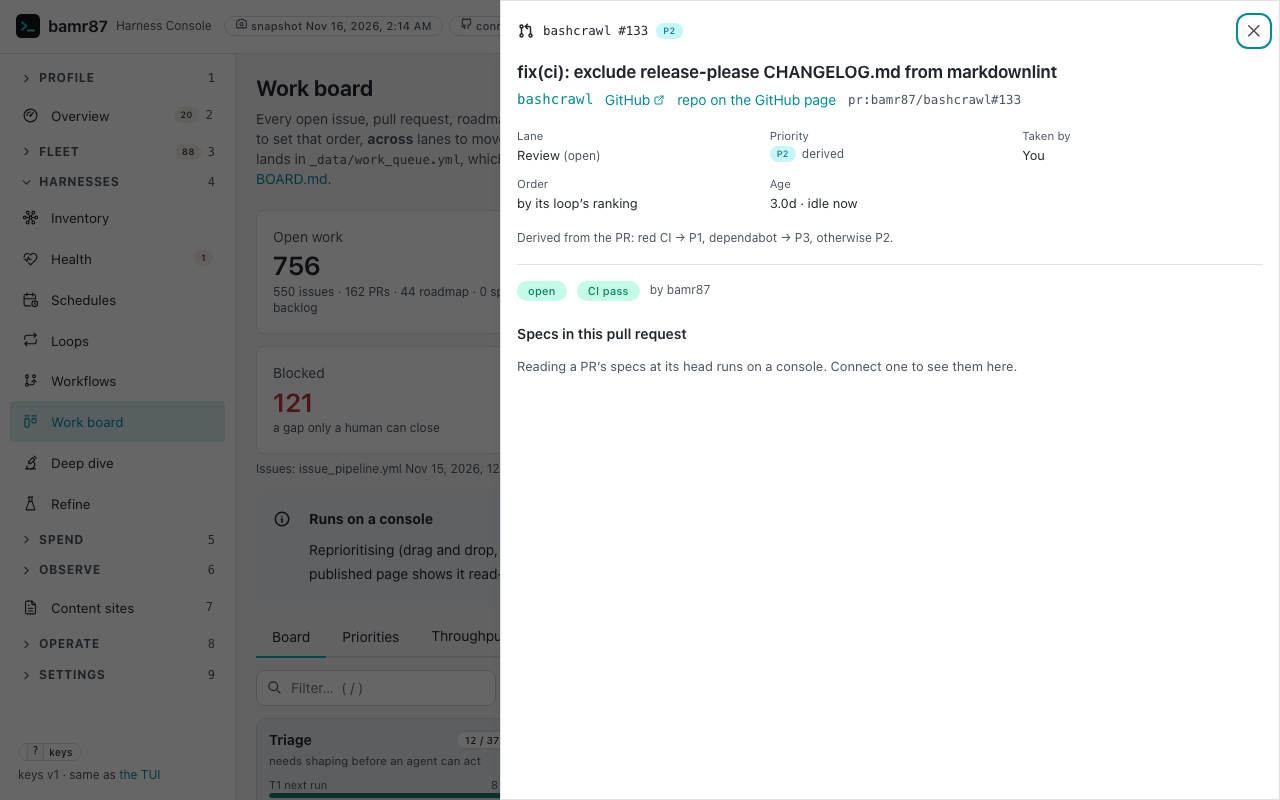 bamr87 Harness Console
snapshot Nov 16, 2026, 2:14 AM
conn
PROFILE 1
Overview 20 2
FLEET 88 3
HARNESSES 4
Inventory
Health 1
Schedules
Loops
Workflows
Work board
Deep dive
Refine
SPEND 5
OBSERVE 6
Content sites 7
OPERATE 8
SETTINGS 9
? keys
keys v1 · same as the TUI
Work board
Every open issue, pull request, roadma
to set that order, across lanes to mov
lands in _data/work_queue.yml, whic
BOARD.md.
Open work
756
550 issues · 162 PRs · 44 roadmap · 0 sp
backlog
Blocked
121
a gap only a human can close
Issues: issue_pipeline.yml Nov 15, 2026, 12
Runs on a console
Reprioritising (drag and drop,
published page shows it read-
Board Priorities Throughpu
Filter… ( / )
Triage 12 / 37
needs shaping before an agent can act
T1 next run 8
bashcrawl #133 P2
fix(ci): exclude release-please CHANGELOG.md from markdownlint
bashcrawl GitHub repo on the GitHub page pr:bamr87/bashcrawl#133
Lane Priority Taken by
Review (open) P2 derived You
Order Age
by its loop’s ranking 3.0d · idle now
Derived from the PR: red CI → P1, dependabot → P3, otherwise P2.
open CI pass by bamr87
Specs in this pull request
Reading a PR’s specs at its head runs on a console. Connect one to see them here.